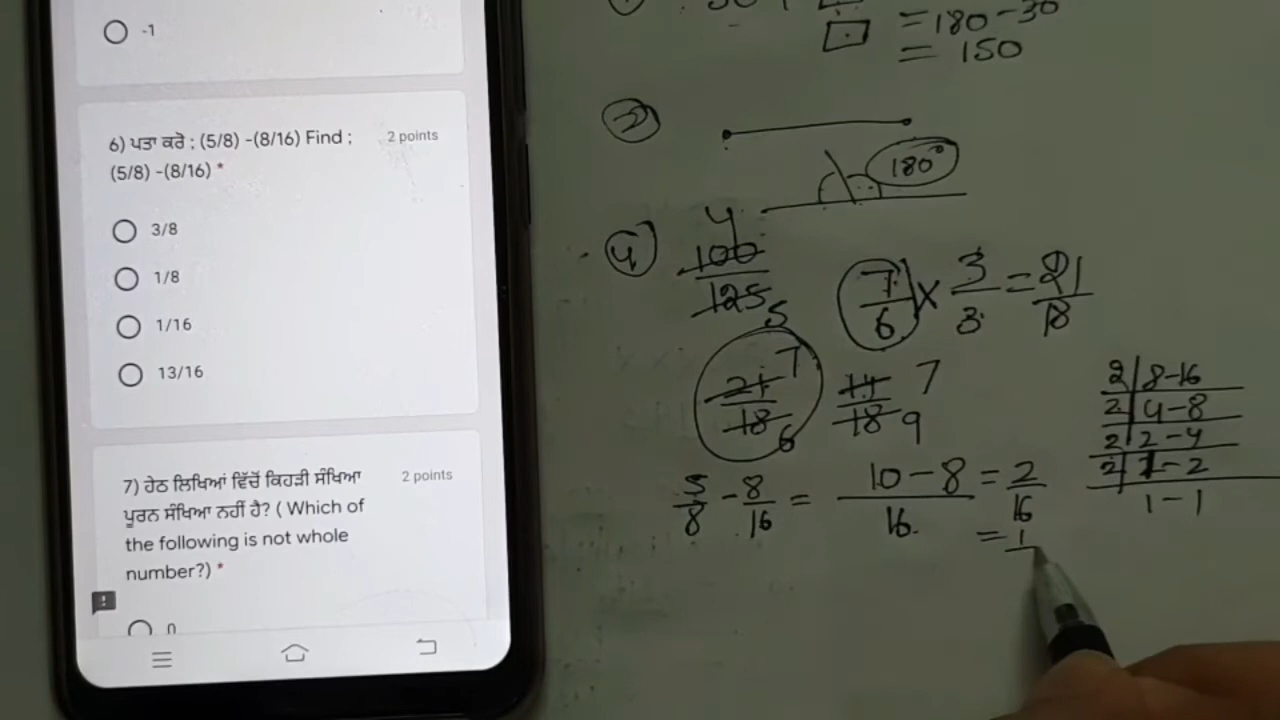 -1
6) ਪਤਾ ਕਰੋ : (5/8) -(8/16) Find ; 2 points
(5/8) -(8/16) *
3/8
1/8
1/16
13/16
7) ਹੇਠ ਲਿਖਿਆਂ ਵਿੱਚੋਂ ਕਿਹੜੀ ਸੰਖਿਆ 2 points
ਪੂਰਨ ਸੰਖਿਆ ਨਹੀਂ ਹੈ? ( Which of
the following is not whole
number?) *
0
= 180 - 30
= 150
180°
4
100/125
5
7/6 × 3/3 = 21/18
21/18 7
6
14/18 7
9
5/8 - 8/16 = 10 - 8/16 = 2/16
= 1
2 | 8 - 16
2 | 4 - 8
2 | 2 - 4
2 | 1 - 2
1 - 1